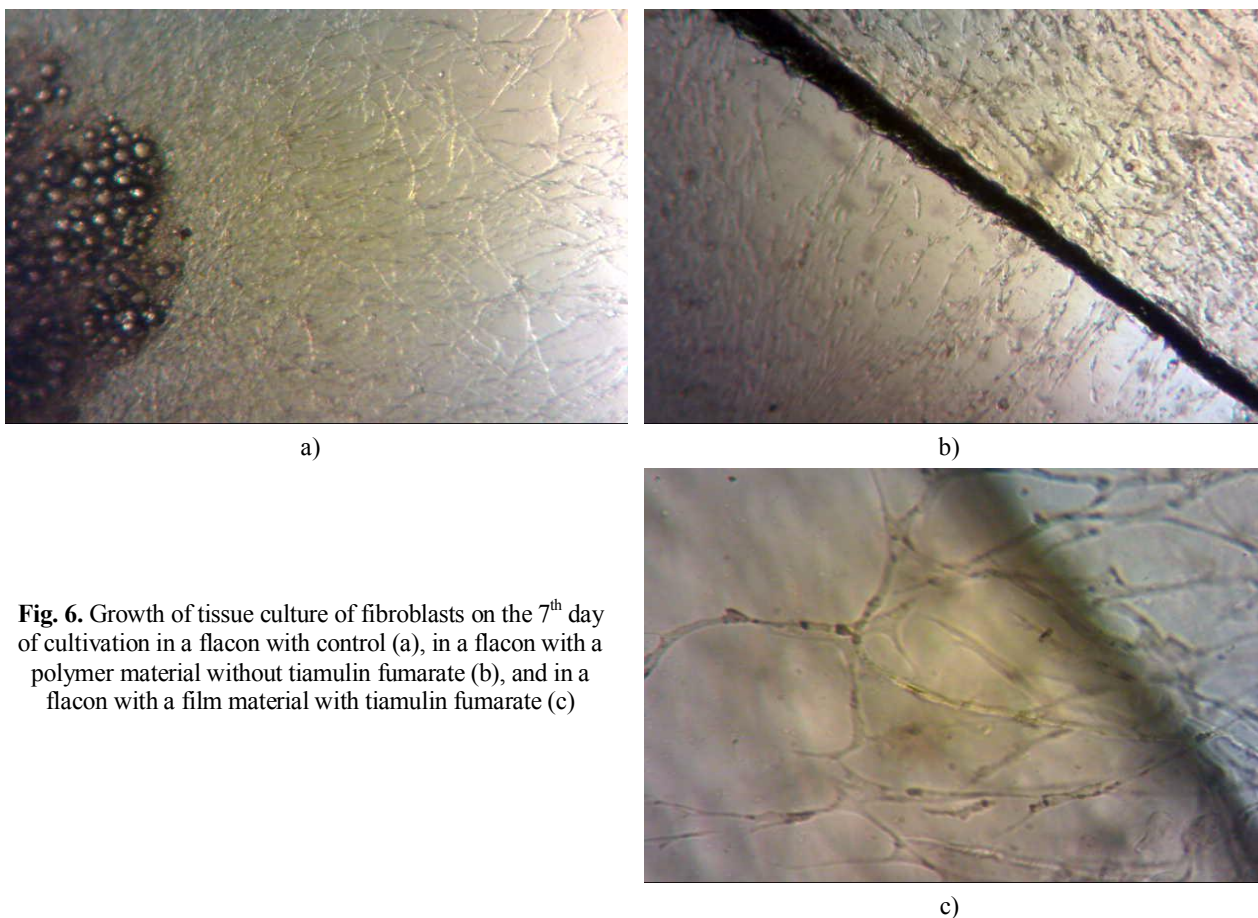 a)
b)
Fig. 6. Growth of tissue culture of fibroblasts on the 7th day
of cultivation in a flacon with control (a), in a flacon with a
polymer material without tiamulin fumarate (b), and in a
flacon with a film material with tiamulin fumarate (c)
c)